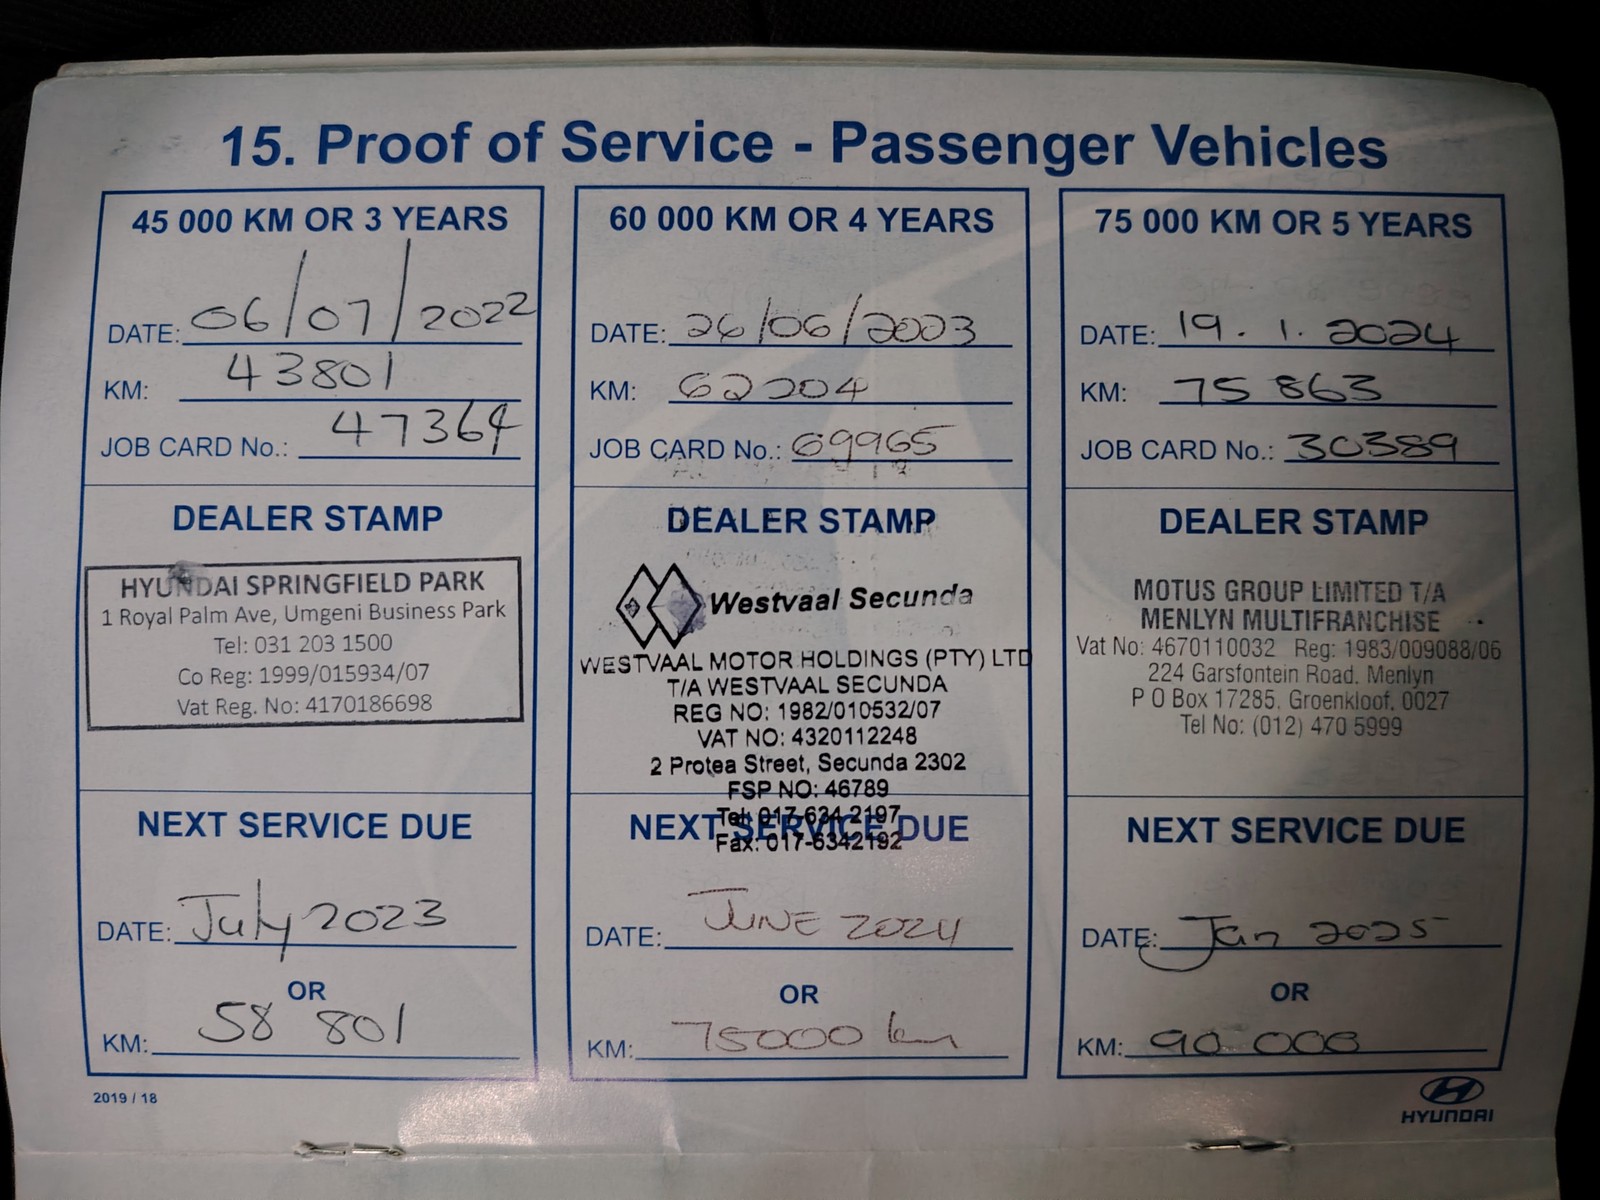 15. Proof of Service - Passenger Vehicles
45 000 KM OR 3 YEARS
DATE: 06/07/2022
KM: 43801
JOB CARD No.: 47364
DEALER STAMP
HYUNDAI SPRINGFIELD PARK
1 Royal Palm Ave, Umgeni Business Park
Tel: 031 203 1500
Co Reg: 1999/015934/07
Vat Reg. No: 4170186698
NEXT SERVICE DUE
DATE: July 2023
OR
KM: 58 801
60 000 KM OR 4 YEARS
DATE: 26/06/2023
KM: 62204
JOB CARD No.: 69965
DEALER STAMP
Westvaal Secunda
WESTVAAL MOTOR HOLDINGS (PTY) LTD
T/A WESTVAAL SECUNDA
REG NO: 1982/010532/07
VAT NO: 4320112248
2 Protea Street, Secunda 2302
FSP NO: 46789
Tel: 017-634-2197
NEXT SERVICE DUE
Fax: 017-6342192
DATE: JUNE 2024
OR
KM: 75000 km
75 000 KM OR 5 YEARS
DATE: 19.1.2024
KM: 75 863
JOB CARD No.: 30389
DEALER STAMP
MOTUS GROUP LIMITED T/A
MENLYN MULTIFRANCHISE
Vat No: 4670110032 Reg: 1983/009088/06
224 Garsfontein Road, Menlyn
P O Box 17285, Groenkloof, 0027
Tel No: (012) 470 5999
NEXT SERVICE DUE
DATE: Jan 2025
OR
KM: 90 000
2019 / 18
HYUNDAI